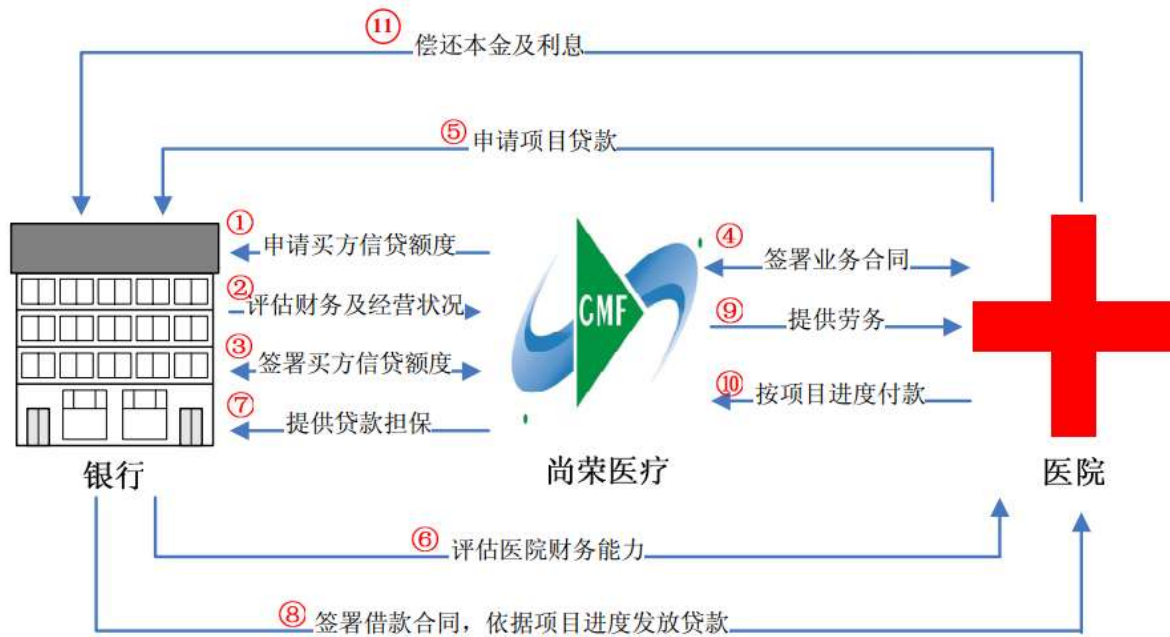 ⑪ 偿还本金及利息
⑤ 申请项目贷款
① 申请买方信贷额度
④ 签署业务合同
② 评估财务及经营状况
⑨ 提供劳务
CMF
③ 签署买方信贷额度
⑩ 按项目进度付款
⑦ 提供贷款担保
银行
尚荣医疗
医院
⑥ 评估医院财务能力
⑧ 签署借款合同，依据项目进度发放贷款